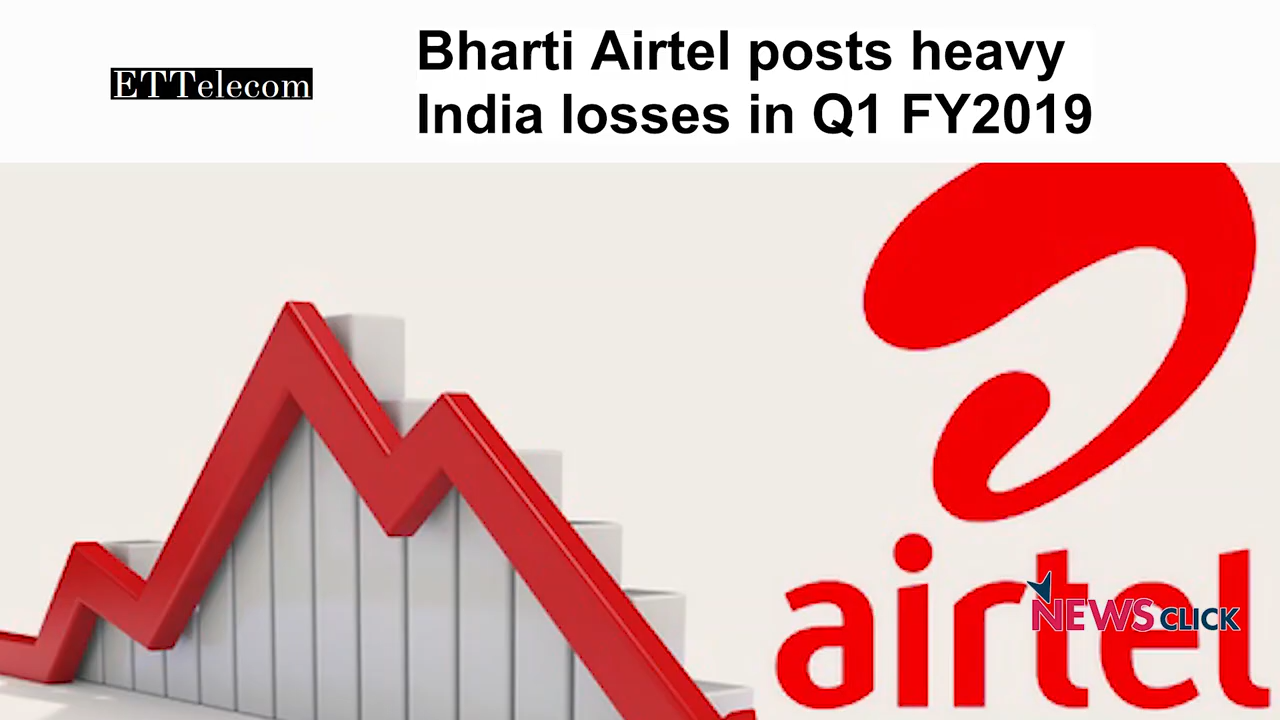 ETTelecom
Bharti Airtel posts heavy
India losses in Q1 FY2019
airtel
NEWSCLICK